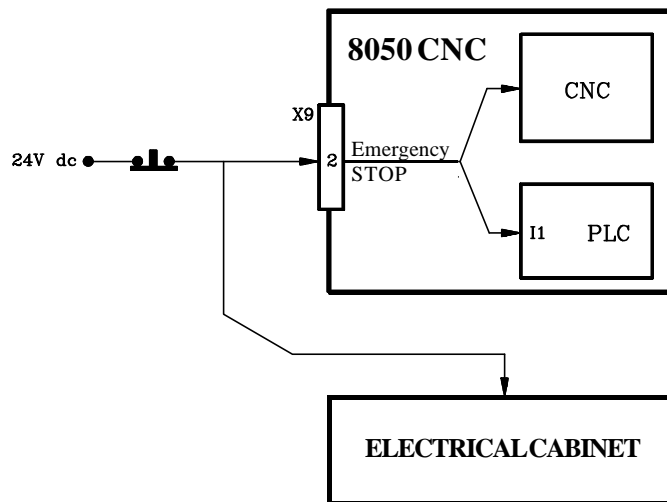 8050 CNC
CNC
X9
24V dc
2
Emergency
STOP
I1
PLC
ELECTRICAL CABINET